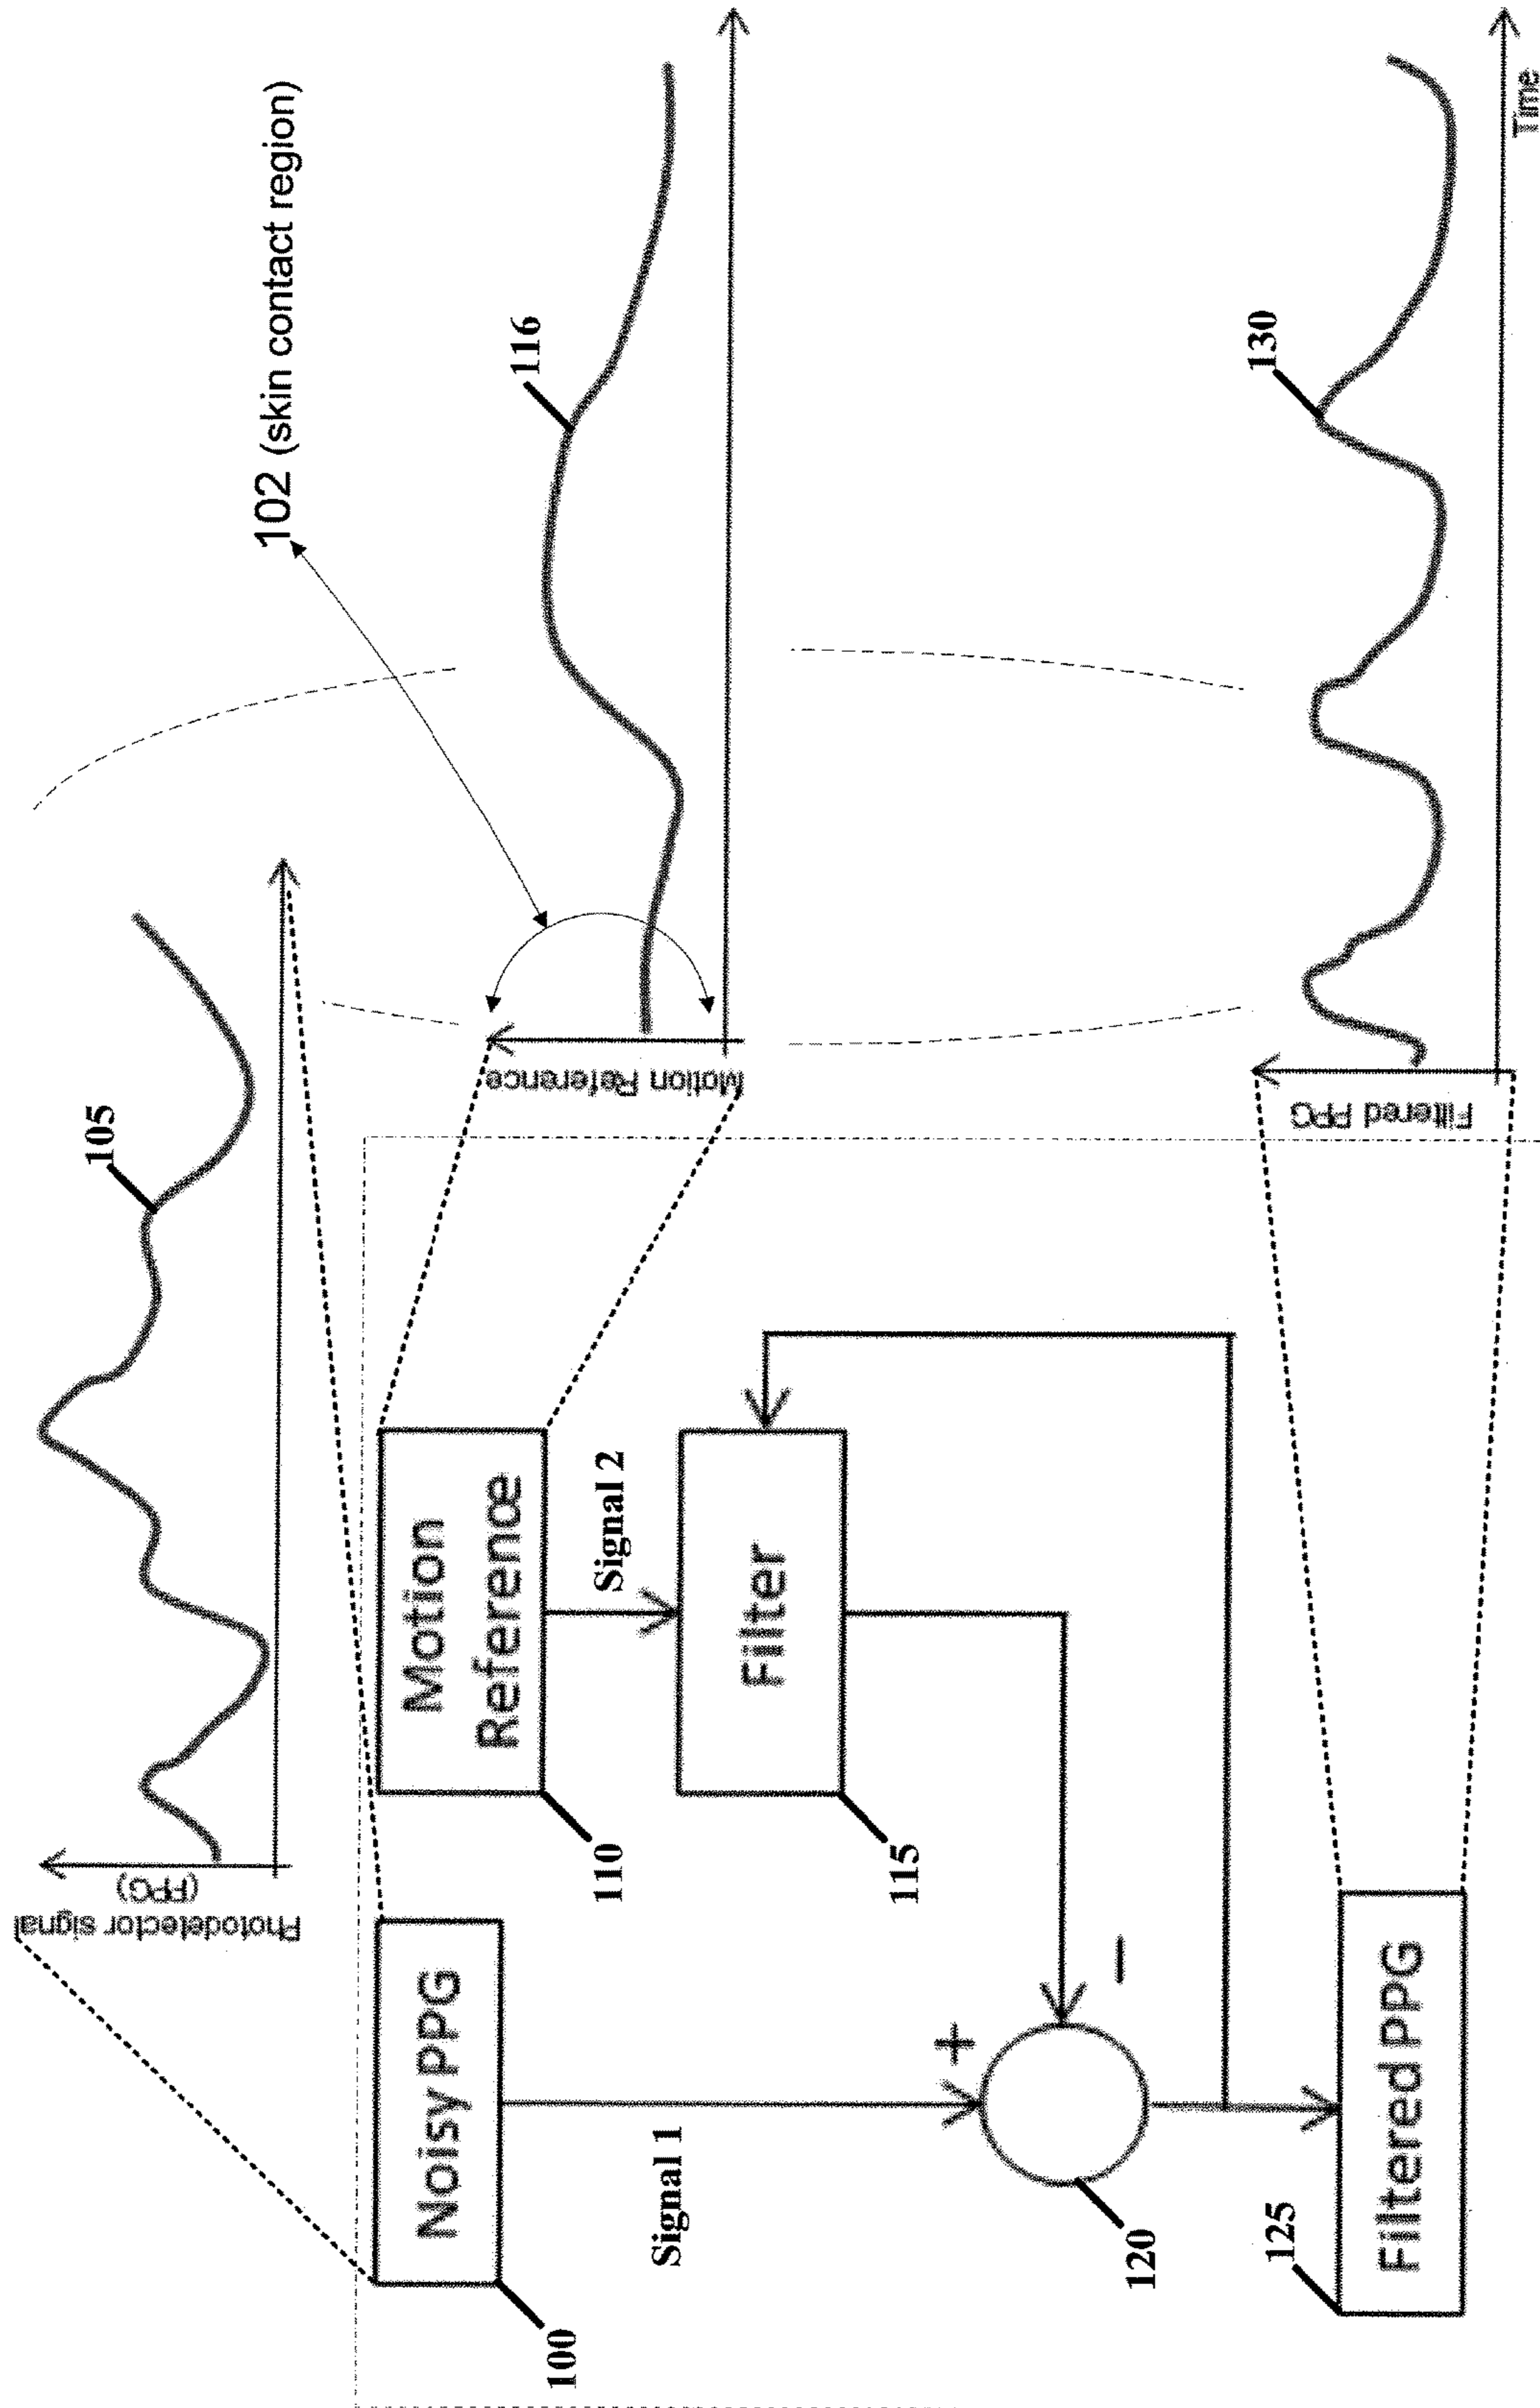 Photodetector signal
(PPG)
105
102 (skin contact region)
Noisy PPG
100
Motion
Reference
110
Motion Reference
116
Signal 1
Signal 2
Filter
115
+
−
120
125
Filtered PPG
Filtered PPG
130
Time